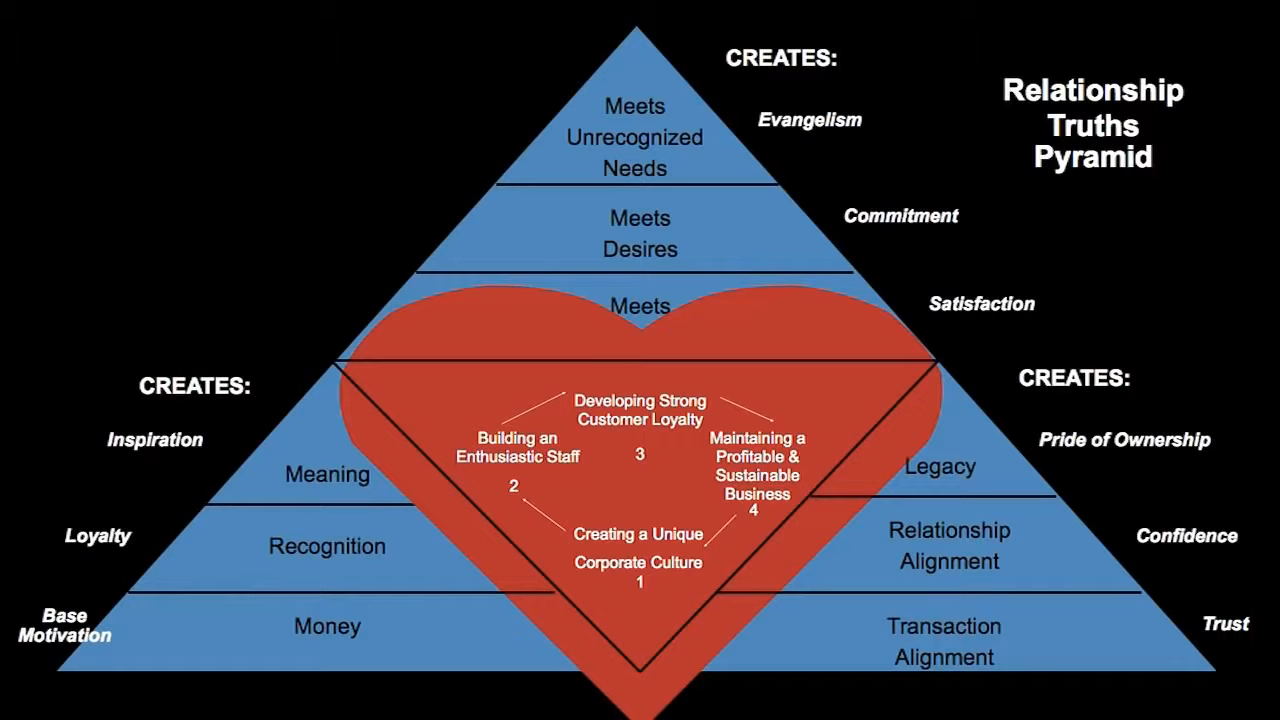 CREATES:
Relationship
Truths
Pyramid
Meets
Unrecognized
Needs
Evangelism
Meets
Desires
Commitment
Meets
Satisfaction
CREATES:
CREATES:
Inspiration
Meaning
Developing Strong
Customer Loyalty
3
Building an
Enthusiastic Staff
2
Maintaining a
Profitable &
Sustainable
Business
4
Creating a Unique
Corporate Culture
1
Legacy
Pride of Ownership
Loyalty
Recognition
Relationship
Alignment
Confidence
Base
Motivation
Money
Transaction
Alignment
Trust